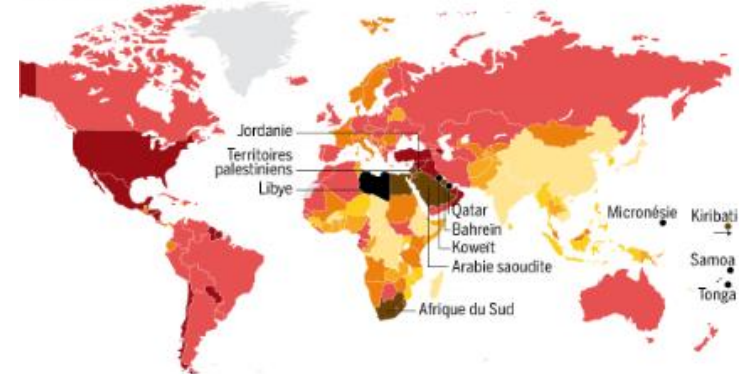 Jordanie
Territoires
palestiniens
Libye
Qatar
Bahreïn
Koweït
Arabie saoudite
Afrique du Sud
Micronésie
Kiribati
Samoa
Tonga